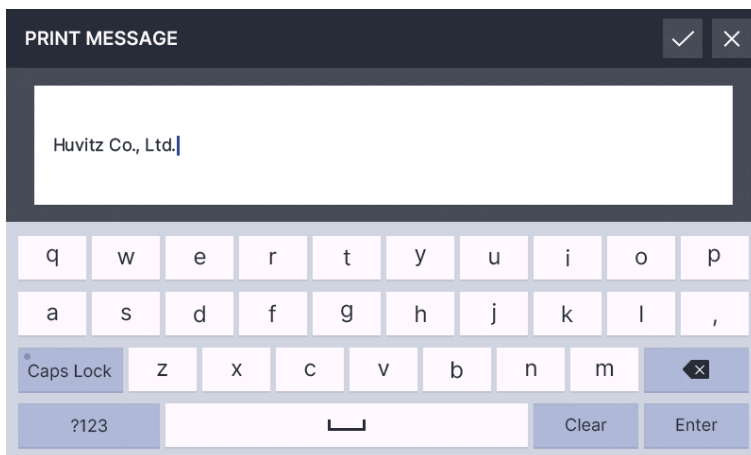 PRINT MESSAGE
Huvitz Co., Ltd.
q w e r t y u i o p
a s d f g h j k l ,
Caps Lock z x c v b n m
?123 Clear Enter